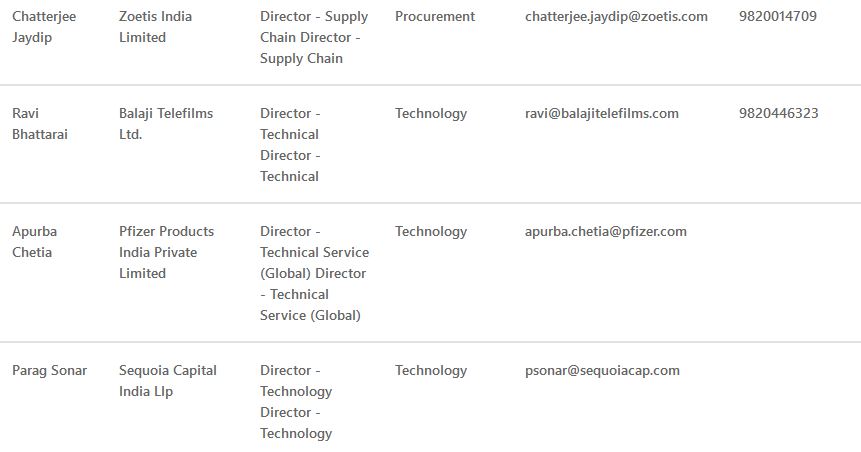 Chatterjee Jaydip
Zoetis India Limited
Director - Supply Chain Director - Supply Chain
Procurement
chatterjee.jaydip@zoetis.com
9820014709
Ravi Bhattarai
Balaji Telefilms Ltd.
Director - Technical Director - Technical
Technology
ravi@balajitelefilms.com
9820446323
Apurba Chetia
Pfizer Products India Private Limited
Director - Technical Service (Global) Director - Technical Service (Global)
Technology
apurba.chetia@pfizer.com
Parag Sonar
Sequoia Capital India Llp
Director - Technology Director - Technology
Technology
psonar@sequoiacap.com